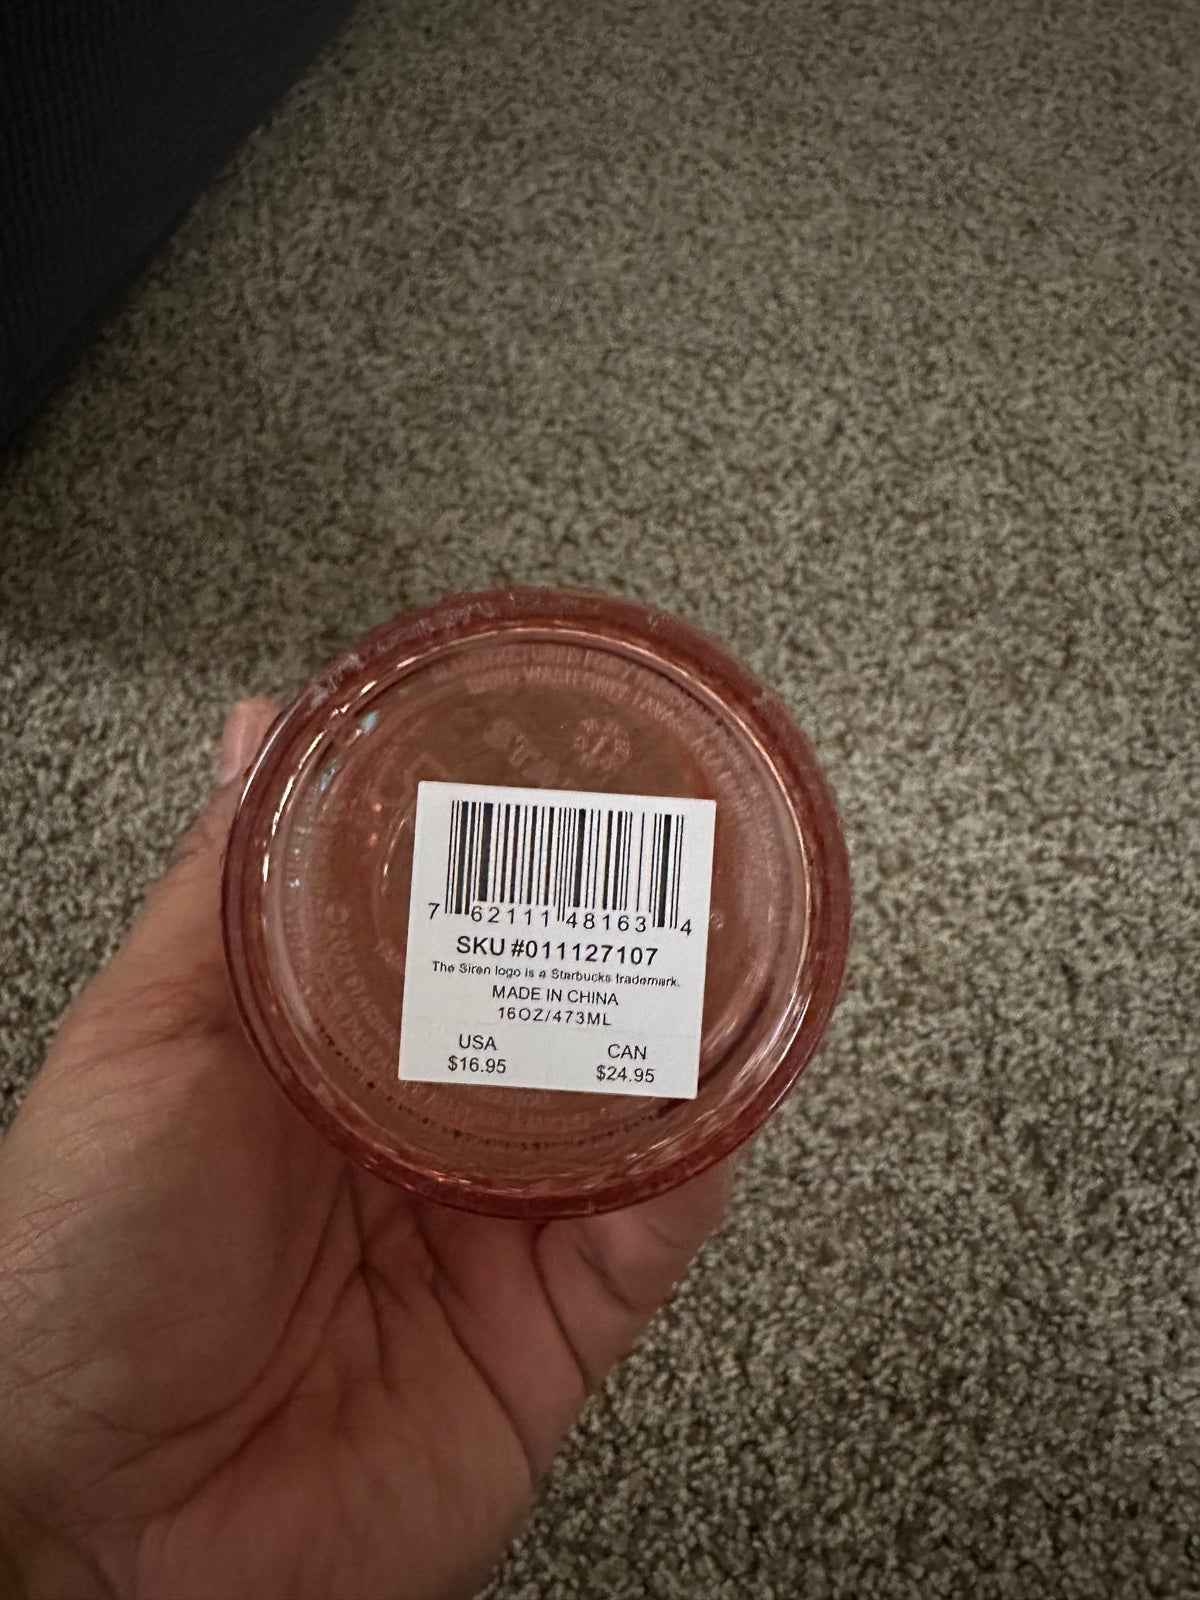 7 62111 48163 4
SKU #011127107
The Siren logo is a Starbucks trademark.
MADE IN CHINA
16OZ/473ML
USA CAN
$16.95 $24.95